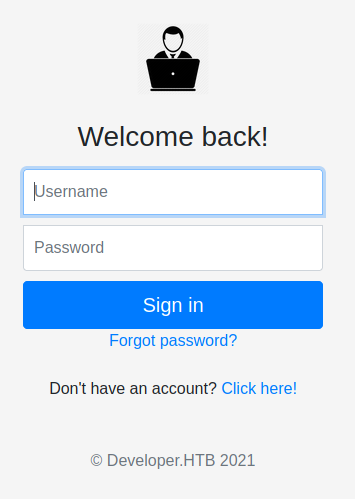 Welcome back!
Username
Password
Sign in
Forgot password?
Don't have an account? Click here!
© Developer.HTB 2021